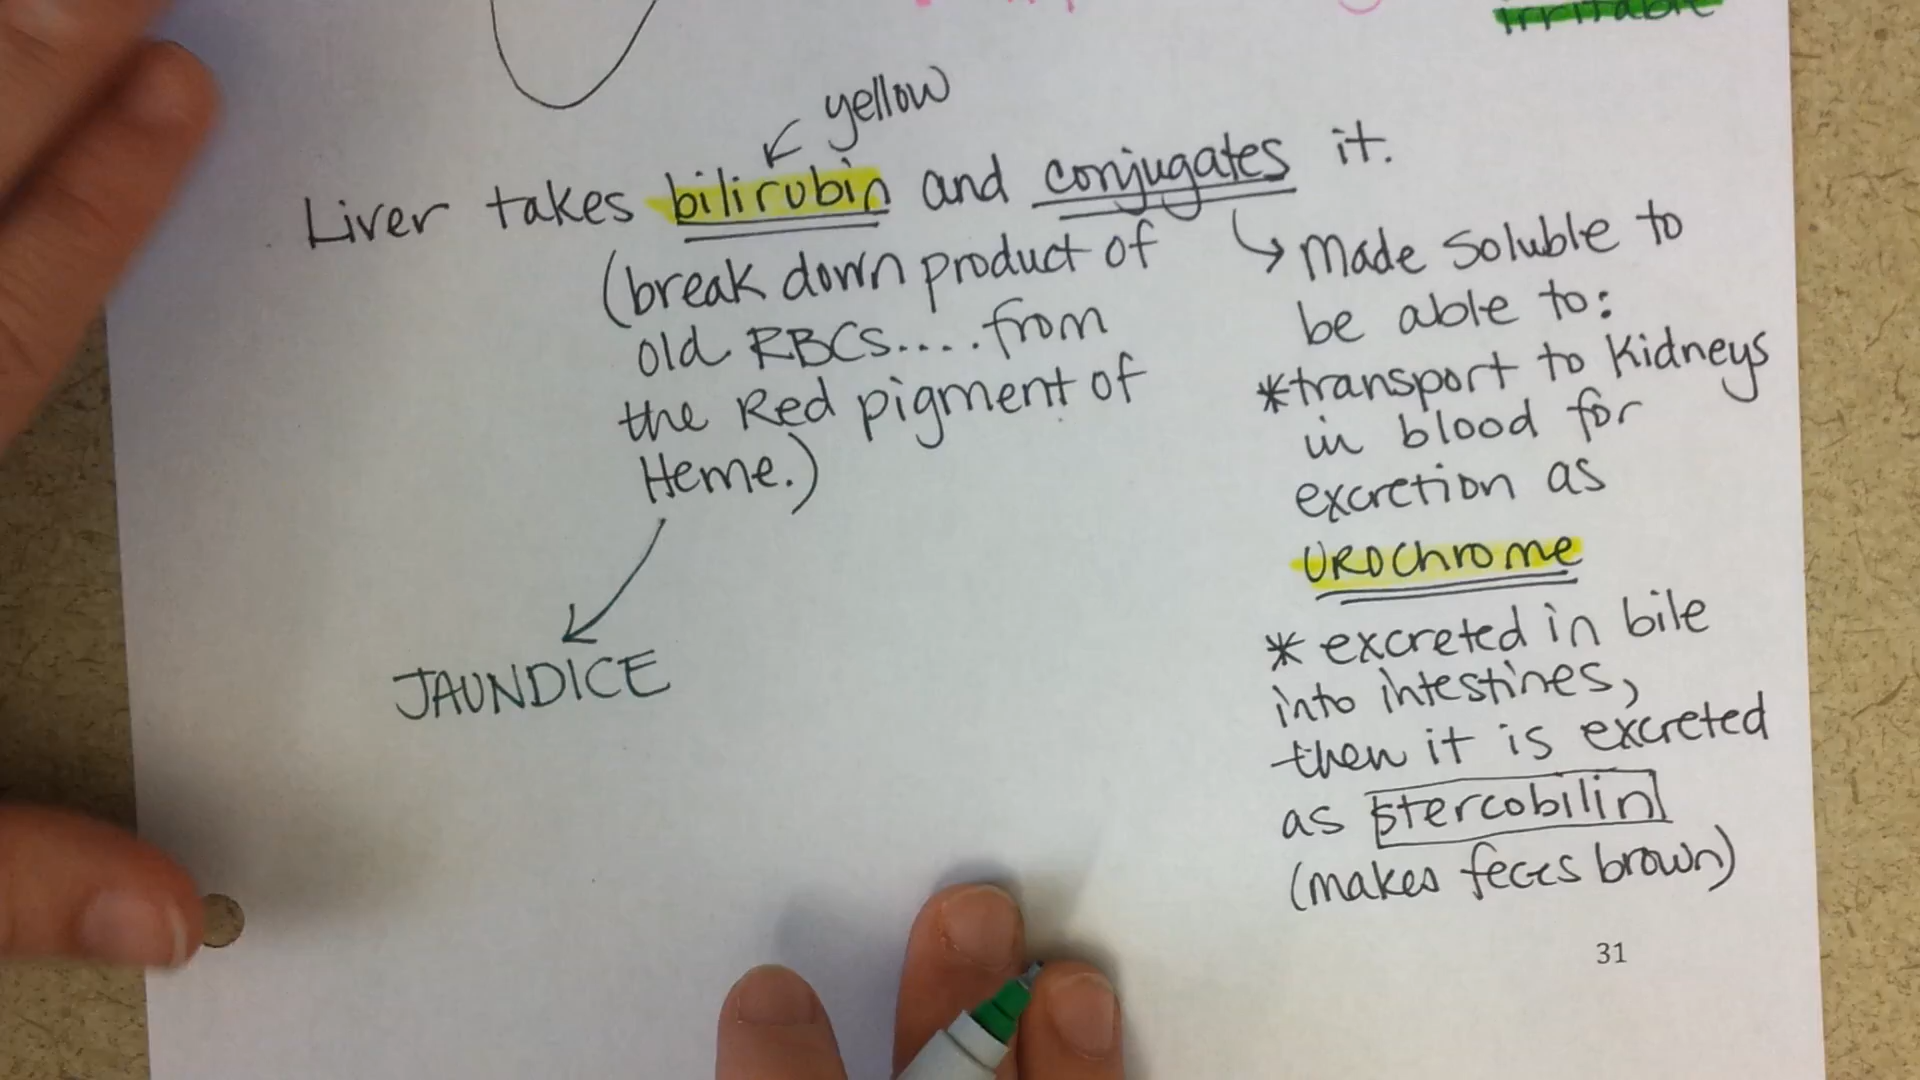 irritable
yellow
Liver takes bilirubin and conjugates it.
(break down product of
old RBCs.... from
the Red pigment of
Heme.)
JAUNDICE
made soluble to
be able to:
*transport to Kidneys
in blood for
excretion as
UROchrome
* excreted in bile
into intestines,
then it is excreted
as stercobilin
(makes feces brown)
31